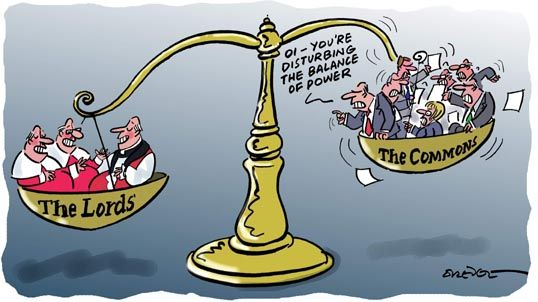 OI - YOU'RE
DISTURBING
THE BALANCE
OF POWER
The Lords
The Commons